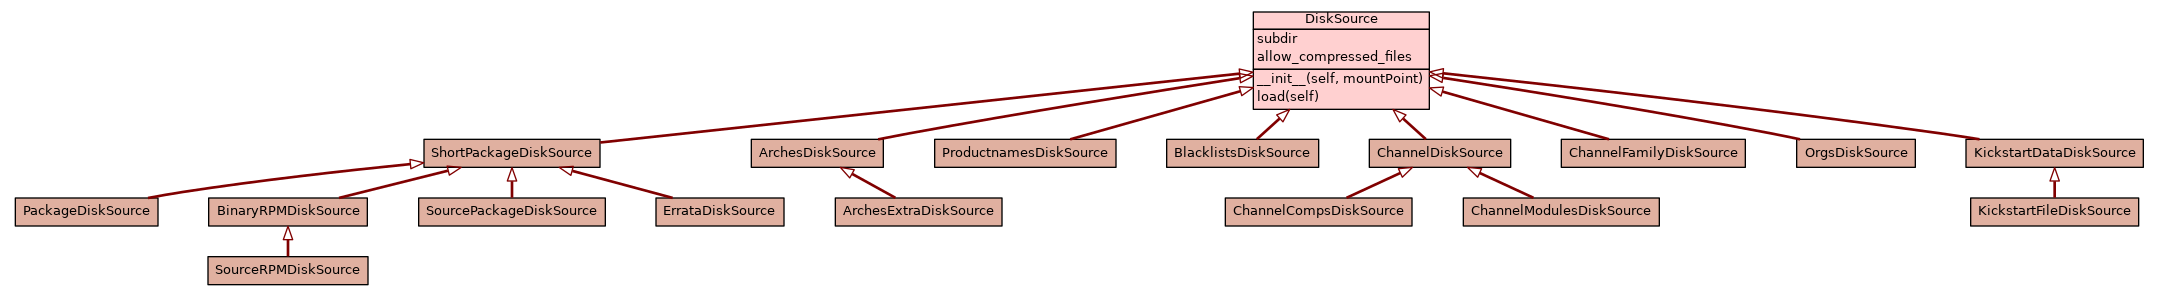 DiskSource
subdir
allow_compressed_files
__init__(self, mountPoint)
load(self)
ShortPackageDiskSource
ArchesDiskSource
ProductnamesDiskSource
BlacklistsDiskSource
ChannelDiskSource
ChannelFamilyDiskSource
OrgsDiskSource
KickstartDataDiskSource
PackageDiskSource
BinaryRPMDiskSource
SourcePackageDiskSource
ErrataDiskSource
ArchesExtraDiskSource
ChannelCompsDiskSource
ChannelModulesDiskSource
KickstartFileDiskSource
SourceRPMDiskSource